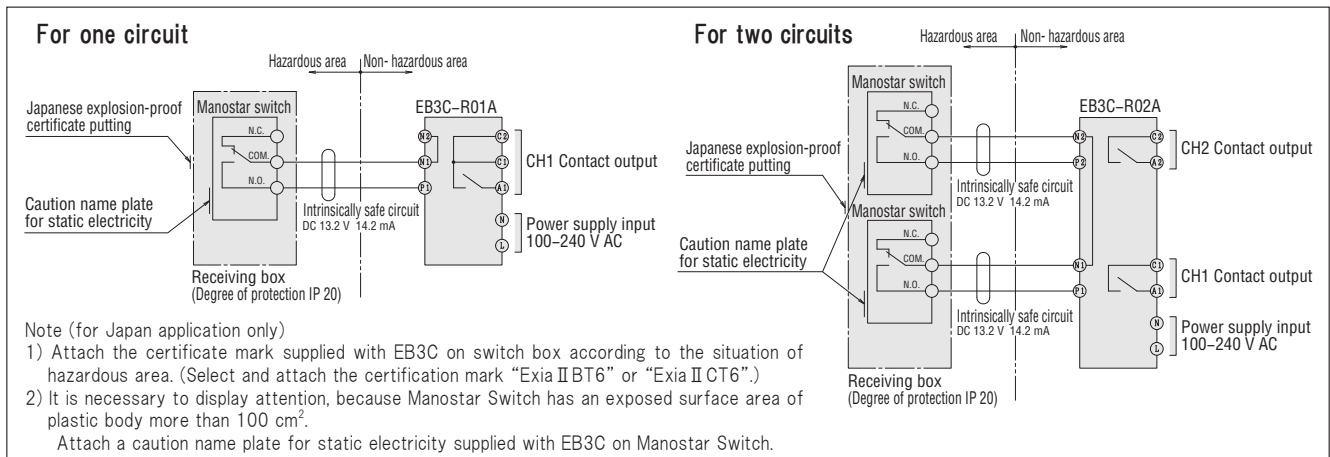 For one circuit
Hazardous area
Non- hazardous area
Manostar switch
EB3C-R01A
Japanese explosion-proof
certificate putting
N.C.
COM.
N.O.
N2
N1
P1
C2
C1
A1
CH1 Contact output
Caution name plate
for static electricity
Intrinsically safe circuit
DC 13.2 V 14.2 mA
N
L
Power supply input
100-240 V AC
Receiving box
(Degree of protection IP 20)
Note (for Japan application only)
1) Attach the certificate mark supplied with EB3C on switch box according to the situation of
hazardous area. (Select and attach the certification mark “Exia Ⅱ BT6” or “Exia Ⅱ CT6”.)
2) It is necessary to display attention, because Manostar Switch has an exposed surface area of
plastic body more than 100 cm².
Attach a caution name plate for static electricity supplied with EB3C on Manostar Switch.
For two circuits
Hazardous area
Non- hazardous area
Manostar switch
EB3C-R02A
N.C.
COM.
N.O.
N2
P2
C2
A2
CH2 Contact output
Japanese explosion-proof
certificate putting
Intrinsically safe circuit
DC 13.2 V 14.2 mA
Manostar switch
Caution name plate
for static electricity
N.C.
COM.
N.O.
N1
P1
C1
A1
CH1 Contact output
Intrinsically safe circuit
DC 13.2 V 14.2 mA
N
L
Power supply input
100-240 V AC
Receiving box
(Degree of protection IP 20)